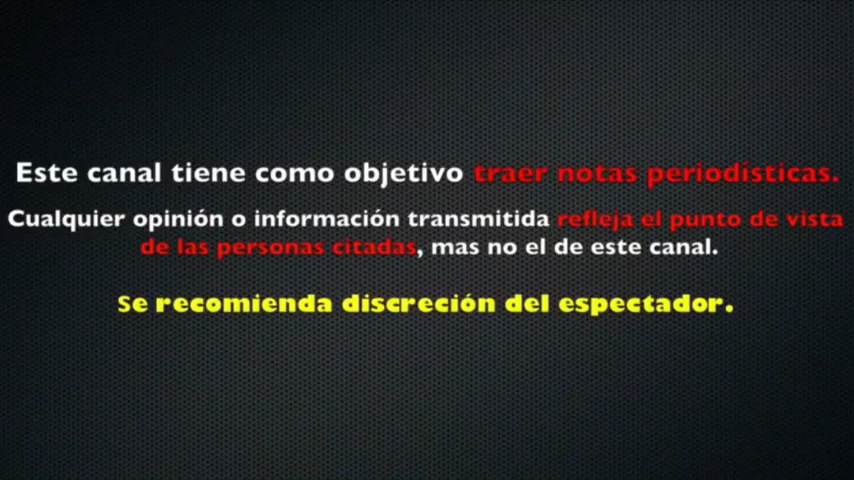 Este canal tiene como objetivo traer notas periodísticas.
Cualquier opinión o información transmitida refleja el punto de vista
de las personas citadas, mas no el de este canal.
Se recomienda discreción del espectador.